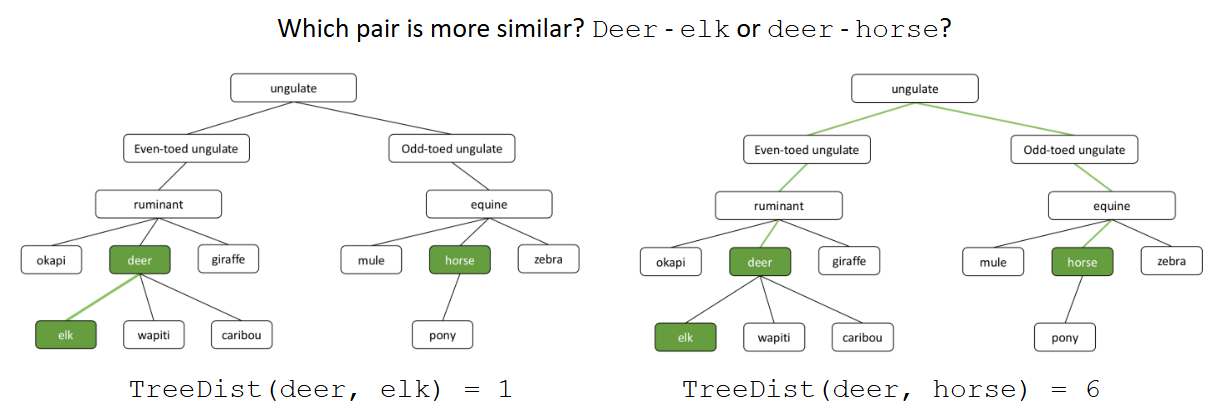 Which pair is more similar? Deer-elk or deer-horse?
ungulate
Even-toed ungulate
Odd-toed ungulate
ruminant
equine
okapi
deer
giraffe
mule
horse
zebra
elk
wapiti
caribou
pony
TreeDist(deer, elk) = 1
ungulate
Even-toed ungulate
Odd-toed ungulate
ruminant
equine
okapi
deer
giraffe
mule
horse
zebra
elk
wapiti
caribou
pony
TreeDist(deer, horse) = 6